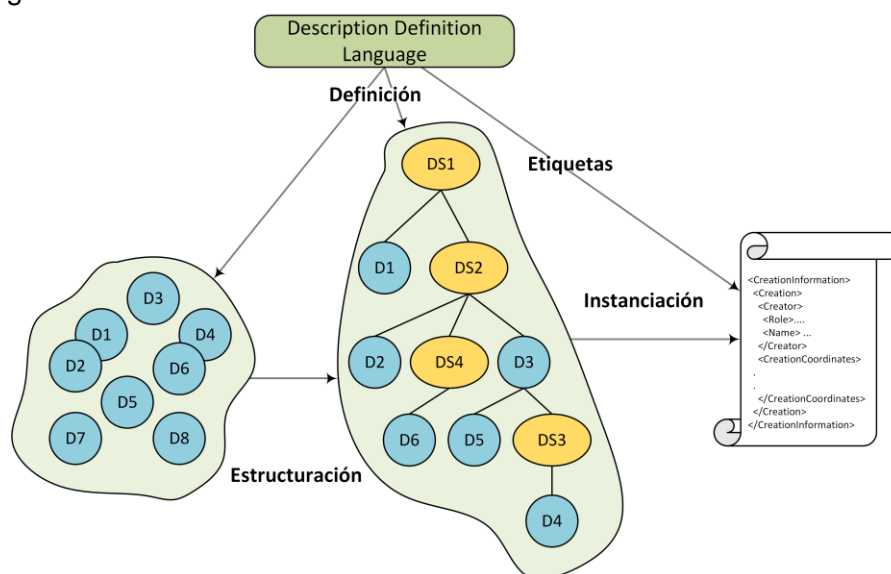 Description Definition
Language
Definición
DS1
Etiquetas
D1
DS2
D3
D1
D4
D2
D6
D5
D7
D8
Instanciación
D2
DS4
D3
D6
D5
DS3
D4
Estructuración
<CreationInformation>
<Creation>
<Creator>
<Role>....
<Name> ...
</Creator>
<CreationCoordinates>
.
.
</CreationCoordinates>
</Creation>
</CreationInformation>